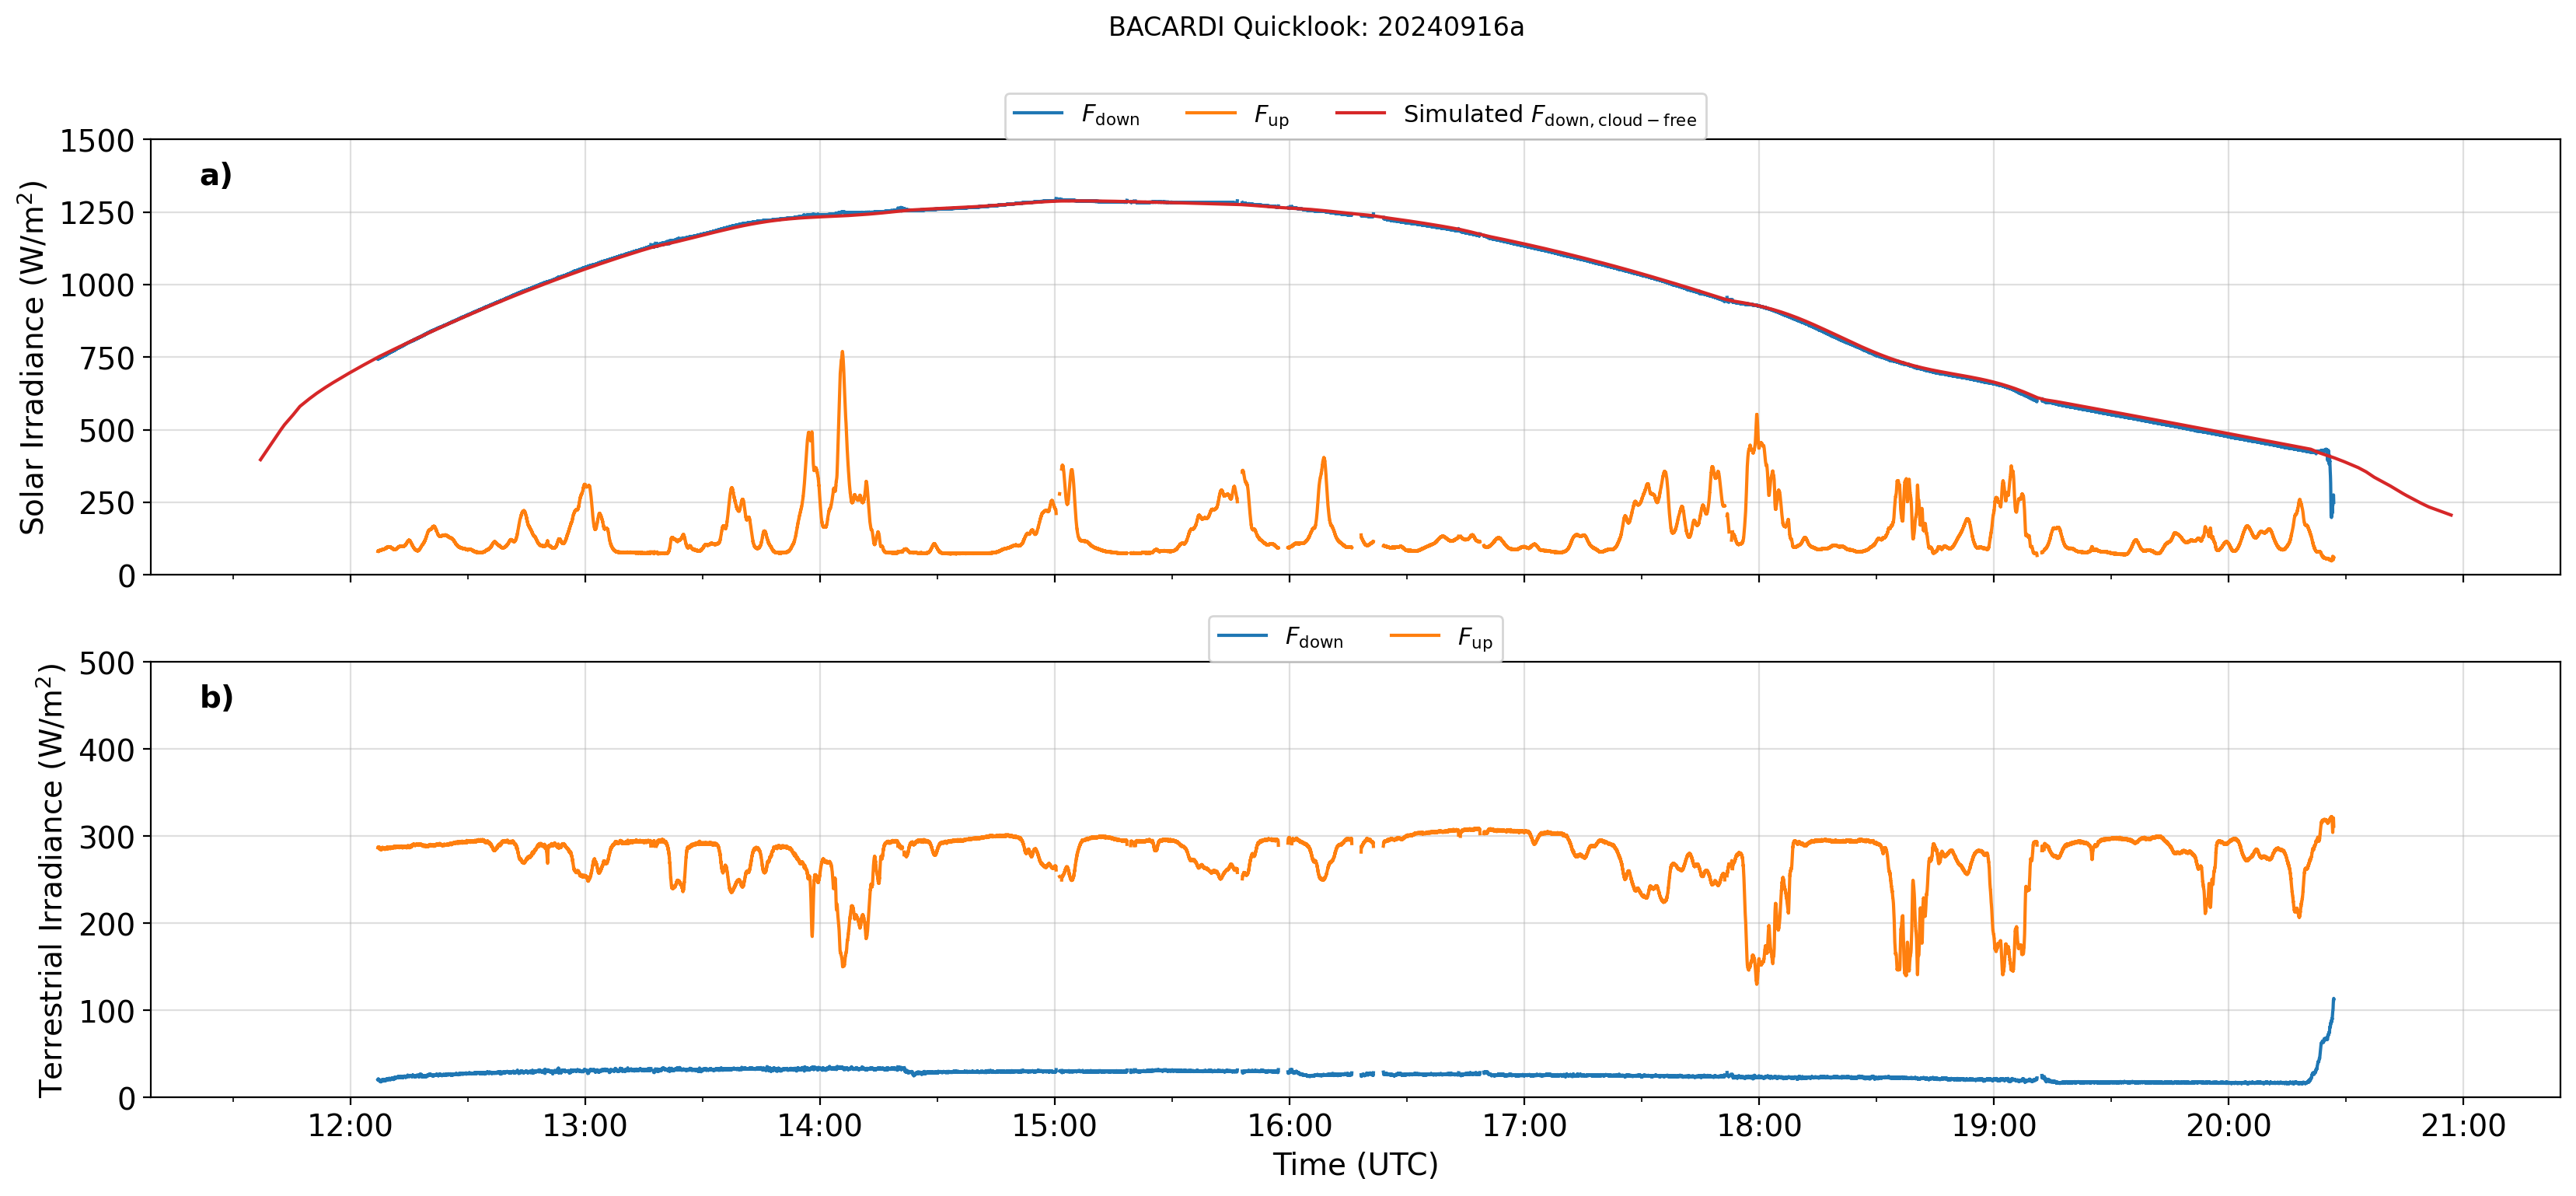 BACARDI Quicklook: 20240916a
F_down F_up Simulated F_down, cloud−free
a)
Solar Irradiance (W/m²)
1500
1250
1000
750
500
250
0
F_down F_up
b)
Terrestrial Irradiance (W/m²)
500
400
300
200
100
0
12:00 13:00 14:00 15:00 16:00 17:00 18:00 19:00 20:00 21:00
Time (UTC)